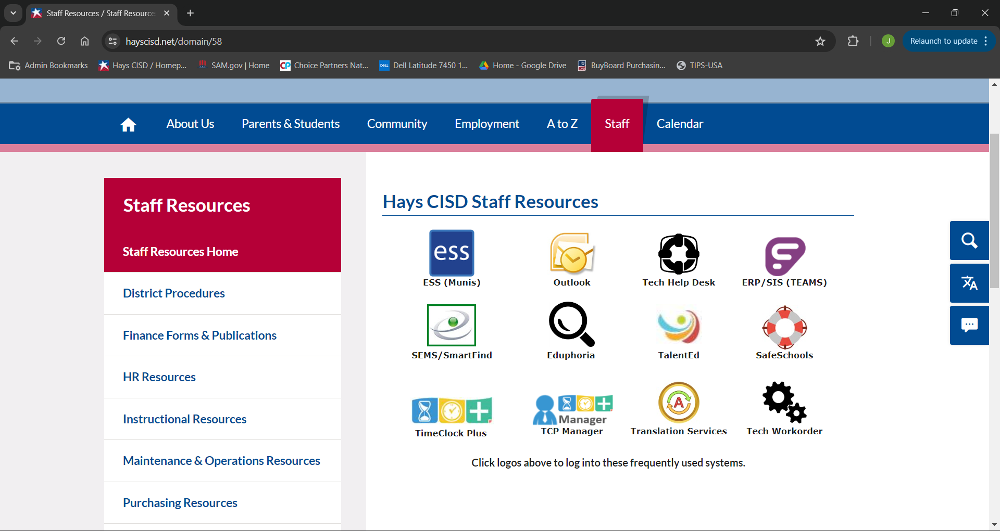 Staff Resources / Staff Resource
hayscisd.net/domain/58
J
Relaunch to update
Admin Bookmarks
Hays CISD / Homep...
SAM.gov | Home
CP Choice Partners Nat...
DELL Dell Latitude 7450 1...
Home - Google Drive
BuyBoard Purchasin...
TIPS-USA
About Us
Parents & Students
Community
Employment
A to Z
Staff
Calendar
Staff Resources
Staff Resources Home
District Procedures
Finance Forms & Publications
HR Resources
Instructional Resources
Maintenance & Operations Resources
Purchasing Resources
Hays CISD Staff Resources
ess
ESS (Munis)
Outlook
Tech Help Desk
ERP/SIS (TEAMS)
SEMS/SmartFind
Eduphoria
TalentEd
SafeSchools
TimeClock Plus
Manager
TCP Manager
A
Translation Services
Tech Workorder
Click logos above to log into these frequently used systems.
文A